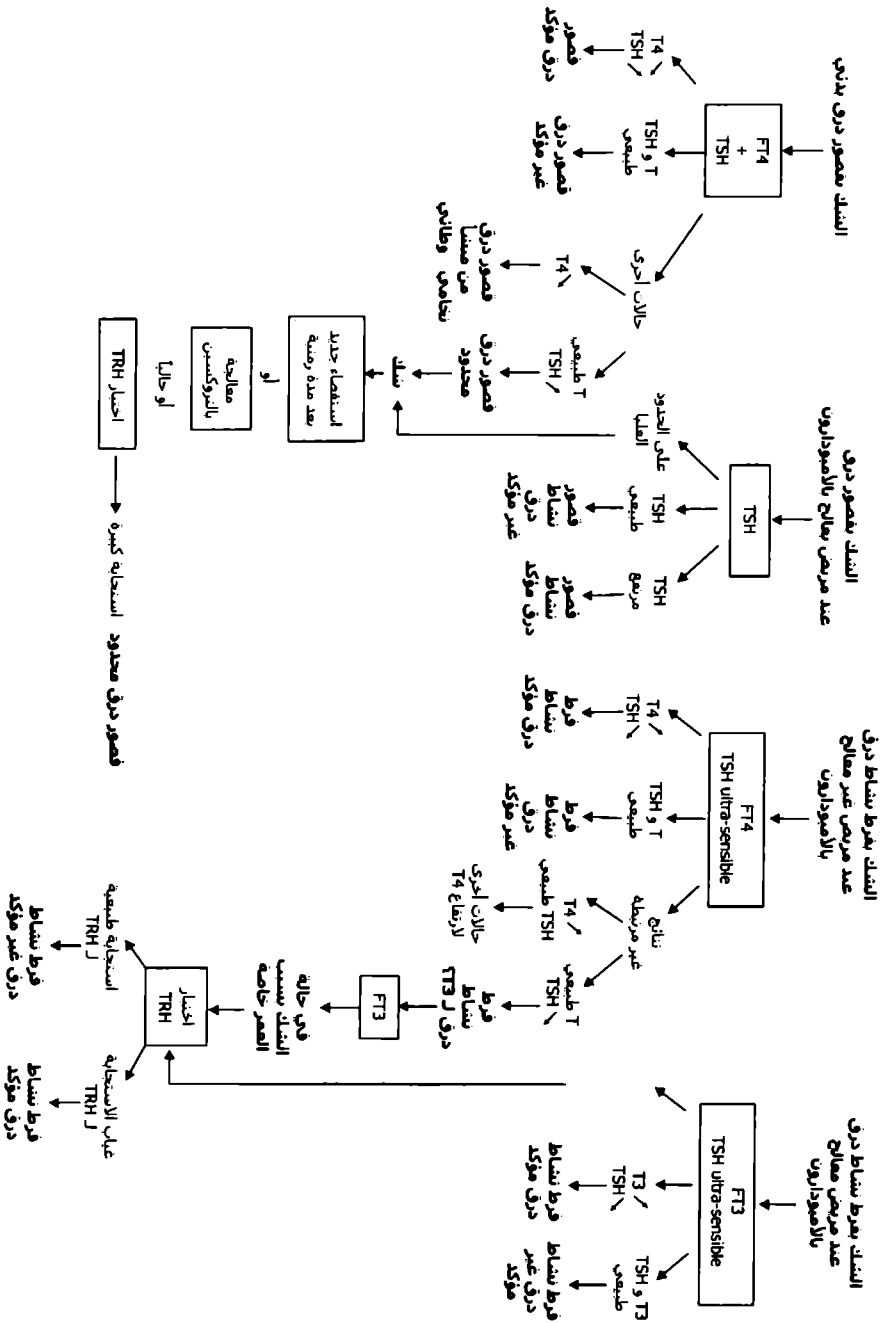 الشك بقصور درق بدئي
FT4
+
TSH
T4↘
TSH↗
قصور
درق مؤكد
T و TSH
طبيعي
قصور درق
غير مؤكد
حالات أخرى
T4↘
قصور درق
من منشأ
نخامي وطائي
T طبيعي
TSH↗
قصور درق
محدود
شك
استقصاء جديد
بعد مدة زمنية
أو
معالجة
بالتروكسين
أو حالياً
اختبار TRH
استجابة كبيرة
قصور درق محدود
الشك بقصور درق
عند مريض يعالج بالأميودارون
TSH
على الحدود
العليا
TSH
طبيعي
قصور
نشاط
درق
غير مؤكد
TSH
مرتفع
قصور
نشاط
درق مؤكد
الشك بفرط نشاط درق
عند مريض غير معالج
بالأميودارون
FT4
TSH ultra-sensible
T4↗
TSH↘
فرط
نشاط
درق مؤكد
T و TSH
طبيعي
فرط
نشاط
درق
غير مؤكد
نتائج
غير مرتبطة
T4↗
TSH طبيعي
حالات أخرى
لارتفاع T4
T طبيعي
TSH↘
فرط
نشاط
درق لـ T3؟
FT3
في حالة
الشك سبب
العمر خاصة
اختبار
TRH
استجابة طبيعية
لـ TRH
فرط نشاط
درق غير مؤكد
غياب الاستجابة
لـ TRH
فرط نشاط
درق مؤكد
الشك بفرط نشاط درق
عند مريض معالج
بالأميودارون
FT3
TSH ultra-sensible
T3↗
TSH↘
فرط نشاط
درق مؤكد
T3 و TSH
طبيعي
فرط نشاط
درق غير
مؤكد